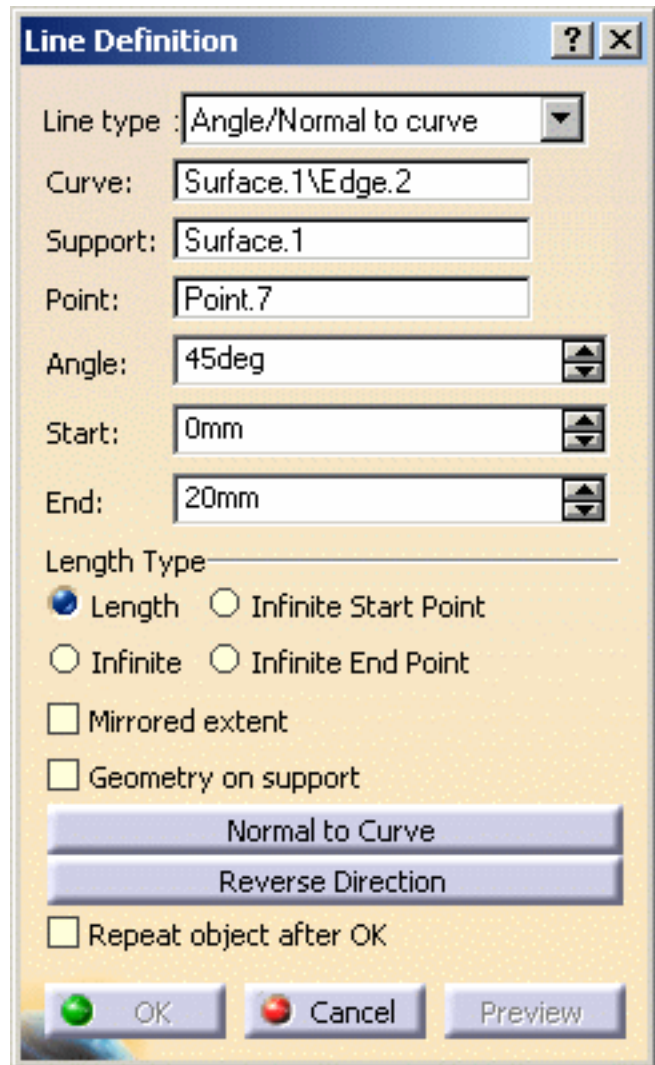 Line Definition
Line type : Angle/Normal to curve
Curve: Surface.1\Edge.2
Support: Surface.1
Point: Point.7
Angle: 45deg
Start: 0mm
End: 20mm
Length Type
Length Infinite Start Point
Infinite Infinite End Point
Mirrored extent
Geometry on support
Normal to Curve
Reverse Direction
Repeat object after OK
OK Cancel Preview